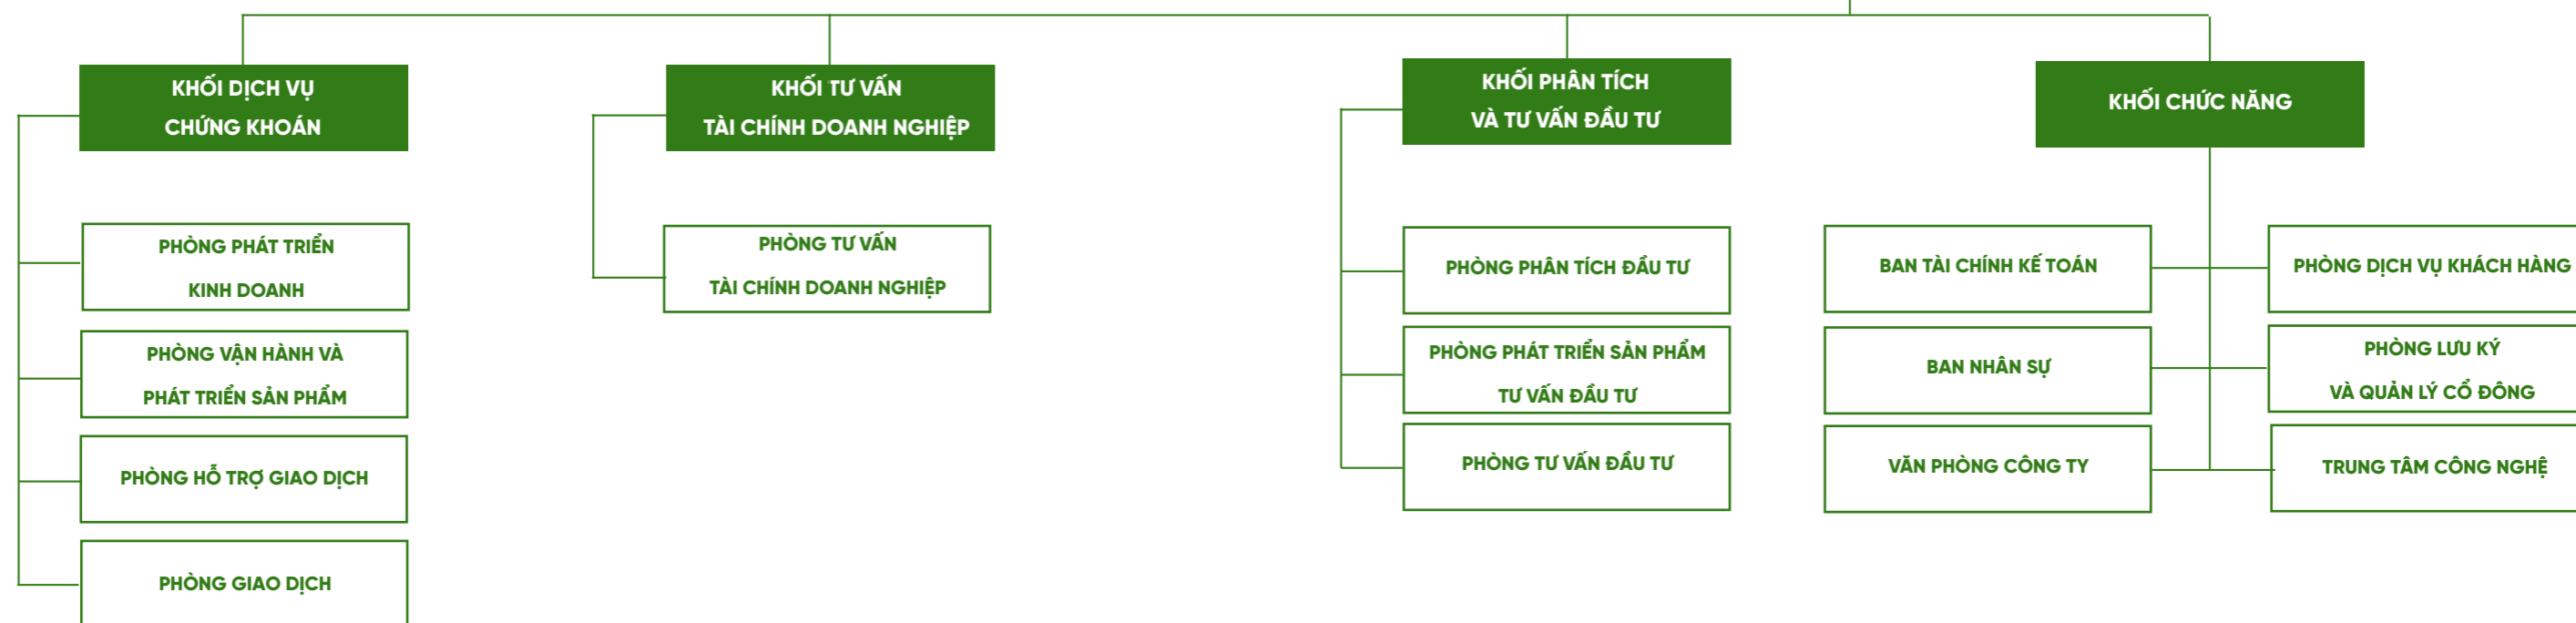 KHỐI DỊCH VỤ
CHỨNG KHOÁN
PHÒNG PHÁT TRIỂN
KINH DOANH
PHÒNG VẬN HÀNH VÀ
PHÁT TRIỂN SẢN PHẨM
PHÒNG HỖ TRỢ GIAO DỊCH
PHÒNG GIAO DỊCH
KHỐI TƯ VẤN
TÀI CHÍNH DOANH NGHIỆP
PHÒNG TƯ VẤN
TÀI CHÍNH DOANH NGHIỆP
KHỐI PHÂN TÍCH
VÀ TƯ VẤN ĐẦU TƯ
PHÒNG PHÂN TÍCH ĐẦU TƯ
PHÒNG PHÁT TRIỂN SẢN PHẨM
TƯ VẤN ĐẦU TƯ
PHÒNG TƯ VẤN ĐẦU TƯ
KHỐI CHỨC NĂNG
BAN TÀI CHÍNH KẾ TOÁN
BAN NHÂN SỰ
VĂN PHÒNG CÔNG TY
PHÒNG DỊCH VỤ KHÁCH HÀNG
PHÒNG LƯU KÝ
VÀ QUẢN LÝ CỔ ĐÔNG
TRUNG TÂM CÔNG NGHỆ